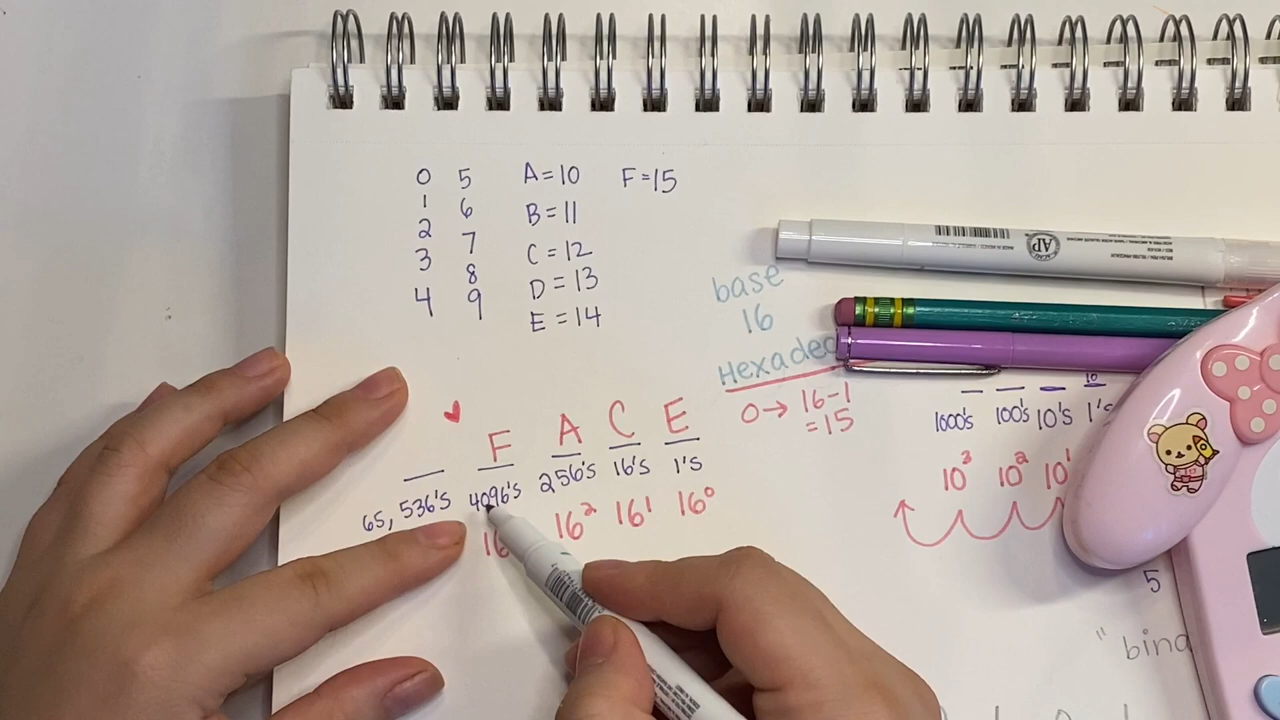 0 5 A=10 F=15
1 6 B=11
2 7 C=12
3 8 D=13
4 9 E=14
base
16
Hexadec
0→ 16-1
=15
F A C E
65,536's 4096's 256's 16's 1's
16² 16¹ 16⁰
10
1000's 100's 10's 1's
10³ 10² 10¹
5
"bina
AP